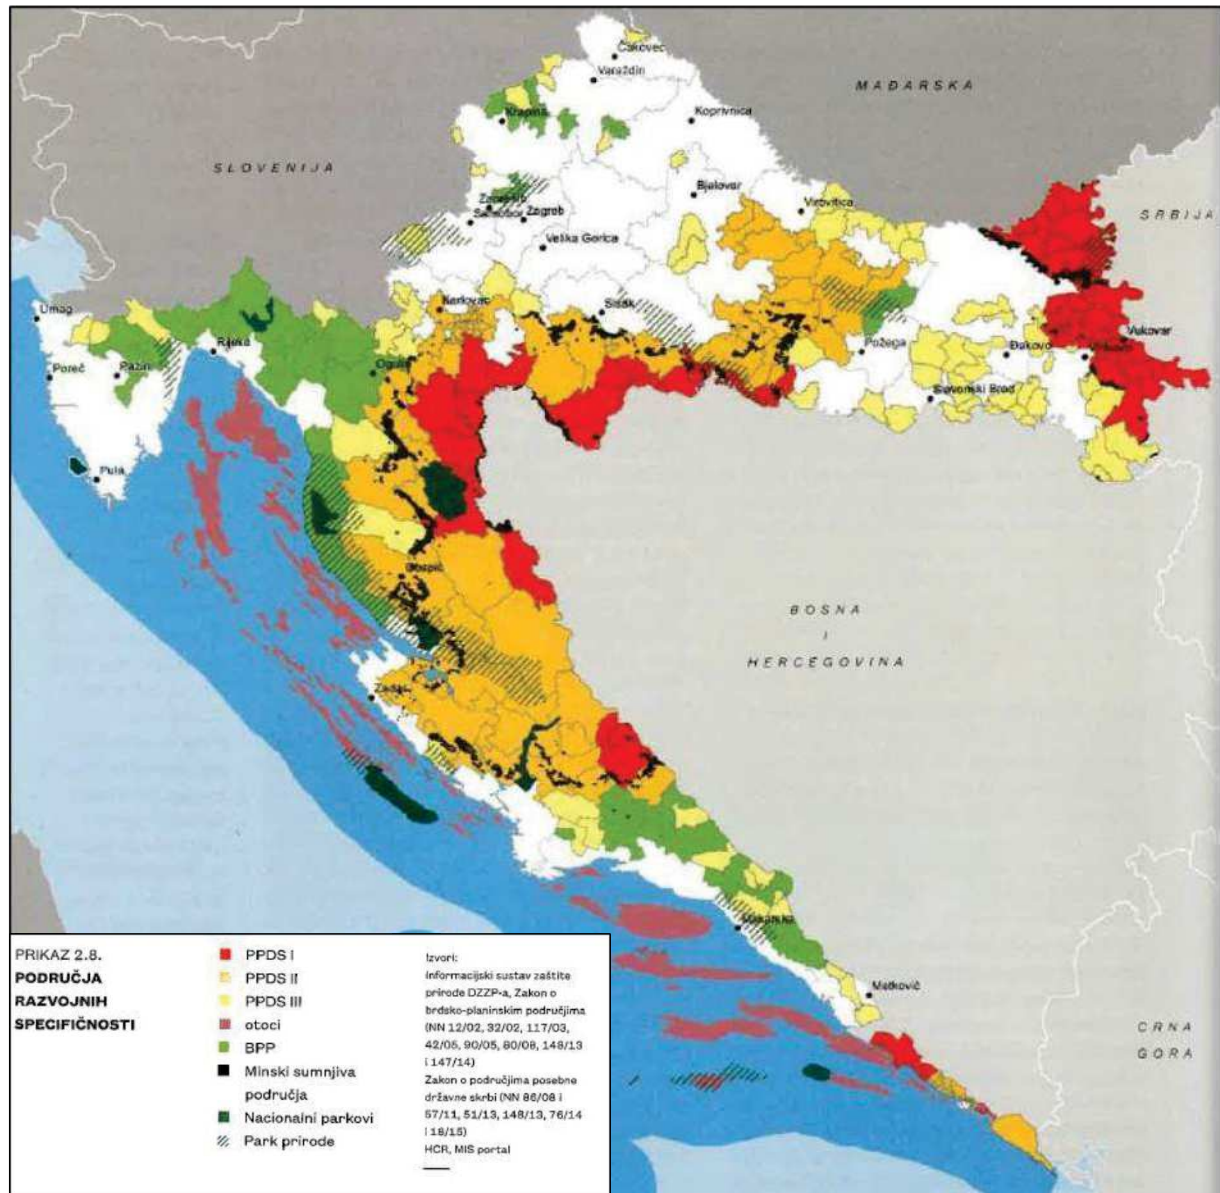 Čakovec
Varaždin
MAĐARSKA
Koprivnica
Krapina
SLOVENIJA
Bjelovar
Virovitica
SRBIJA
Samobor
Zagreb
Velika Gorica
Umag
Karlovac
Sisak
Rijeka
Vukovar
Poreč
Pazin
Ogulin
Požega
Đakovo
Slavonski Brod
Pula
Gospić
BOSNA
I
HERCEGOVINA
Zadar
Makarska
Metković
CRNA
GORA
PRIKAZ 2.8.
PODRUČJA
RAZVOJNIH
SPECIFIČNOSTI
PPDS I
PPDS II
PPDS III
otoci
BPP
Minski sumnjiva
područja
Nacionalni parkovi
Park prirode
Izvori:
Informacijski sustav zaštite
prirode DZZP-a, Zakon o
brdsko-planinskim područjima
(NN 12/02, 32/02, 117/03,
42/05, 90/05, 80/08, 148/13
i 147/14)
Zakon o područjima posebne
državne skrbi (NN 86/08 i
57/11, 51/13, 148/13, 76/14
i 18/15)
HCR, MIS portal